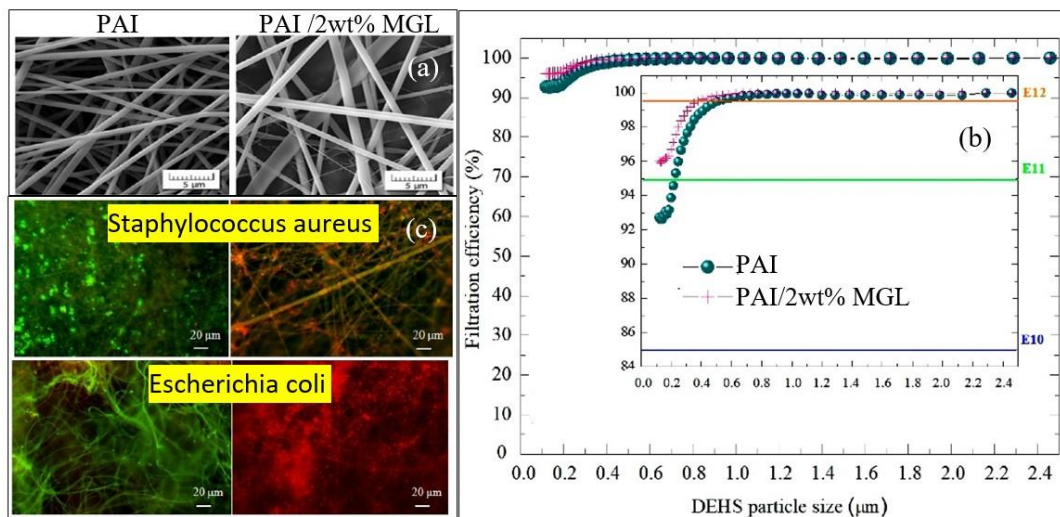 PAI
PAI /2wt% MGL
(a)
5 μm
5 μm
Staphylococcus aureus
(c)
20 μm
20 μm
Escherichia coli
20 μm
20 μm
Filtration efficiency (%)
100
90
80
70
60
50
40
30
20
10
0
0.0 0.2 0.4 0.6 0.8 1.0 1.2 1.4 1.6 1.8 2.0 2.2 2.4
DEHS particle size (μm)
(b)
100
98
96
94
92
90
88
86
84
0.0 0.2 0.4 0.6 0.8 1.0 1.2 1.4 1.6 1.8 2.0 2.2 2.4
E12
E11
E10
PAI
PAI/2wt% MGL